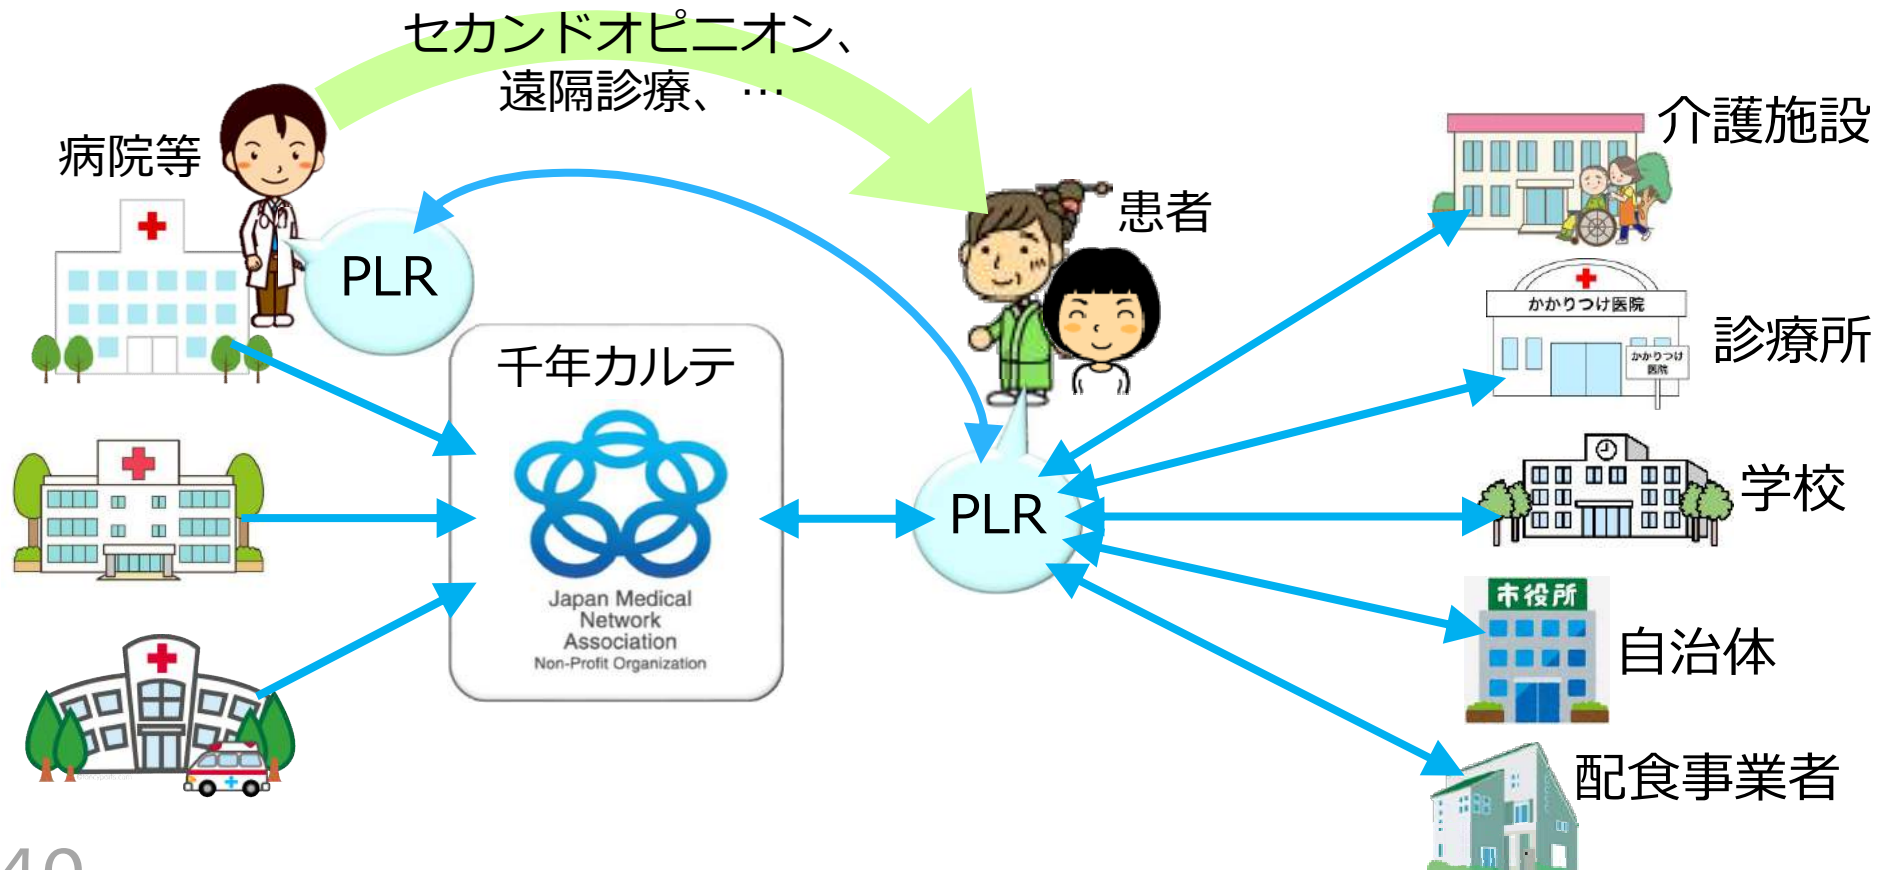 セカンドオピニオン、
遠隔診療、…
病院等
PLR
患者
千年カルテ
Japan Medical
Network
Association
Non-Profit Organization
PLR
介護施設
かかりつけ医院
かかりつけ
医院
診療所
学校
市役所
自治体
配食事業者